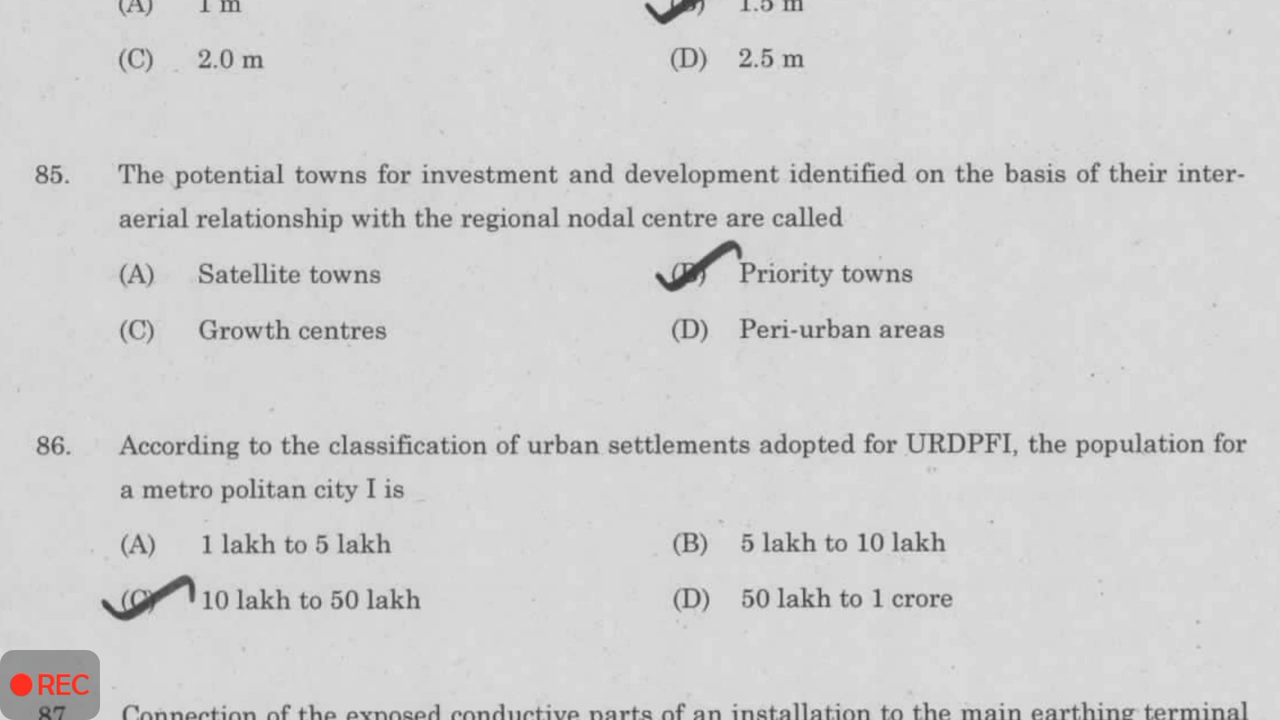 (A) 1 m 1.5 m
(C) 2.0 m (D) 2.5 m
85. The potential towns for investment and development identified on the basis of their inter-
aerial relationship with the regional nodal centre are called
(A) Satellite towns (B) Priority towns
(C) Growth centres (D) Peri-urban areas
86. According to the classification of urban settlements adopted for URDPFI, the population for
a metro politan city I is
(A) 1 lakh to 5 lakh (B) 5 lakh to 10 lakh
(C) 10 lakh to 50 lakh (D) 50 lakh to 1 crore
REC
87 Connection of the exposed conductive parts of an installation to the main earthing terminal